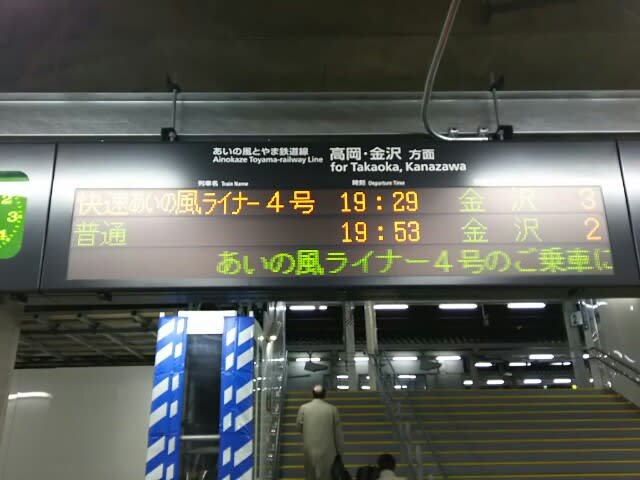 あいの風とやま鉄道線 高岡・金沢 方面
Ainokaze Toyama-railway Line for Takaoka, Kanazawa
列車名 Train Name 時刻 Departure Time
快速あいの風ライナー4号 19:29 金沢 3
普通 19:53 金沢 2
あいの風ライナー4号のご乗車に